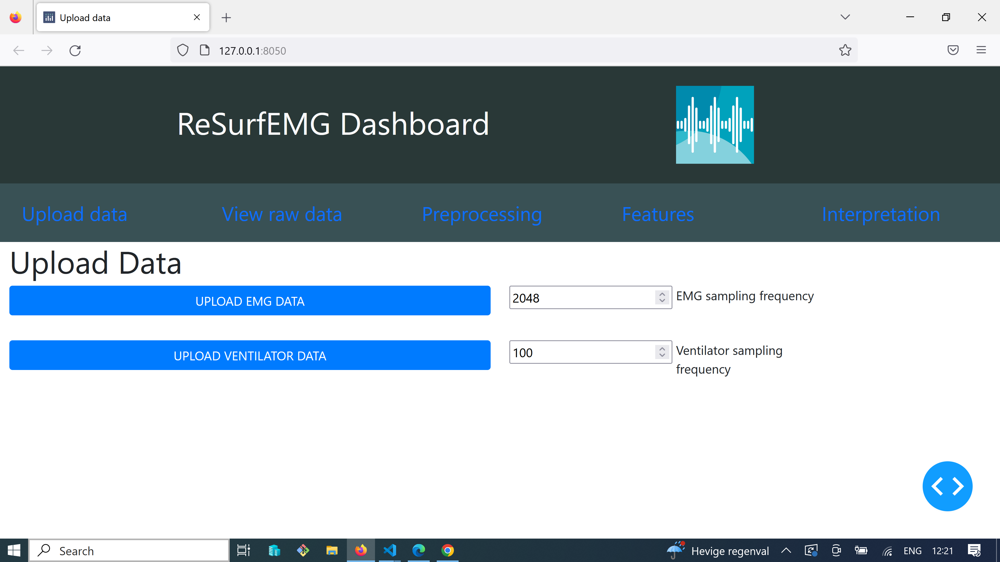 Upload data
127.0.0.1:8050
ReSurfEMG Dashboard
Upload data View raw data Preprocessing Features Interpretation
Upload Data
UPLOAD EMG DATA 2048 EMG sampling frequency
UPLOAD VENTILATOR DATA 100 Ventilator sampling
frequency
Search Hevige regenval ENG 12:21